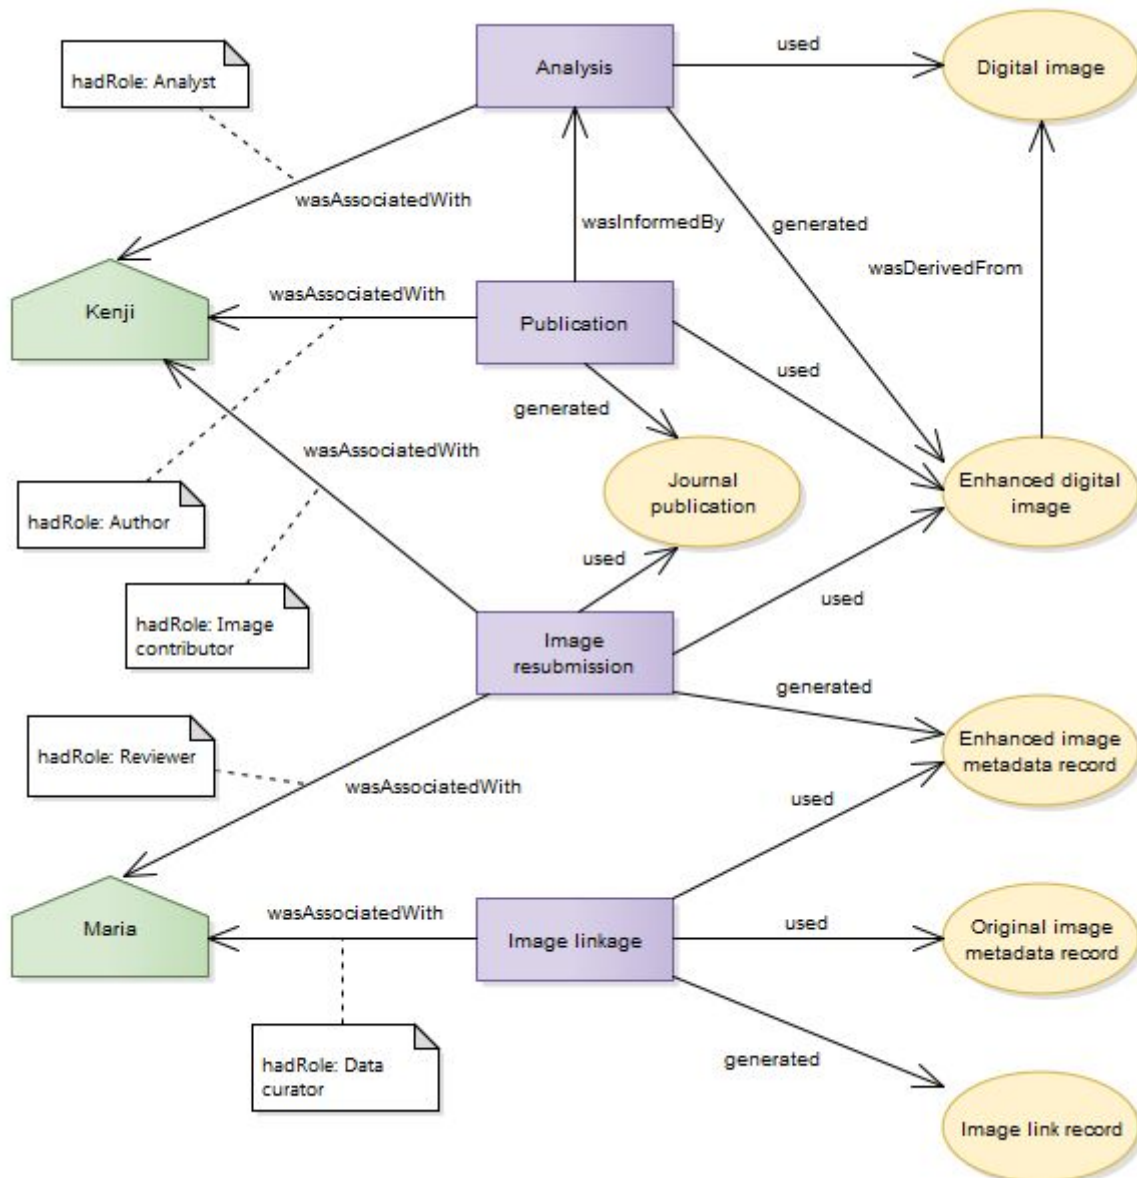 Analysis
used
Digital image
hadRole: Analyst
wasAssociatedWith
wasInformedBy
generated
wasDerivedFrom
Kenji
wasAssociatedWith
Publication
used
generated
wasAssociatedWith
Journal
publication
Enhanced digital
image
hadRole: Author
used
used
hadRole: Image
contributor
Image
resubmission
generated
hadRole: Reviewer
wasAssociatedWith
Enhanced image
metadata record
used
Maria
wasAssociatedWith
Image linkage
used
Original image
metadata record
hadRole: Data
curator
generated
Image link record